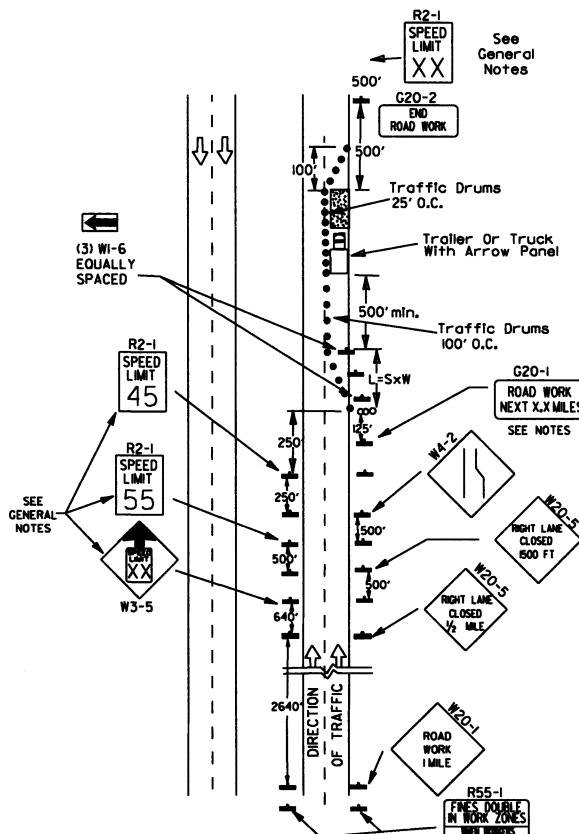 R2-1
SPEED
LIMIT
XX
See
General
Notes
500'
G20-2
END
ROAD WORK
500'
100'
Traffic Drums
25' O.C.
Trailer Or Truck
With Arrow Panel
(3) W1-6
EQUALLY
SPACED
500' min.
Traffic Drums
100' O.C.
R2-1
SPEED
LIMIT
45
L=SxW
G20-1
ROAD WORK
NEXT X.X MILES
SEE NOTES
125'
250'
W4-2
R2-1
SPEED
LIMIT
55
250'
SEE
GENERAL
NOTES
500'
500'
W20-5
RIGHT LANE
CLOSED
1500 FT
SPEED
LIMIT
XX
W3-5
500'
640'
W20-5
RIGHT LANE
CLOSED
1/2 MILE
2640'
DIRECTION
OF TRAFFIC
W20-1
ROAD
WORK
1 MILE
R55-1
FINES DOUBLE
IN WORK ZONES